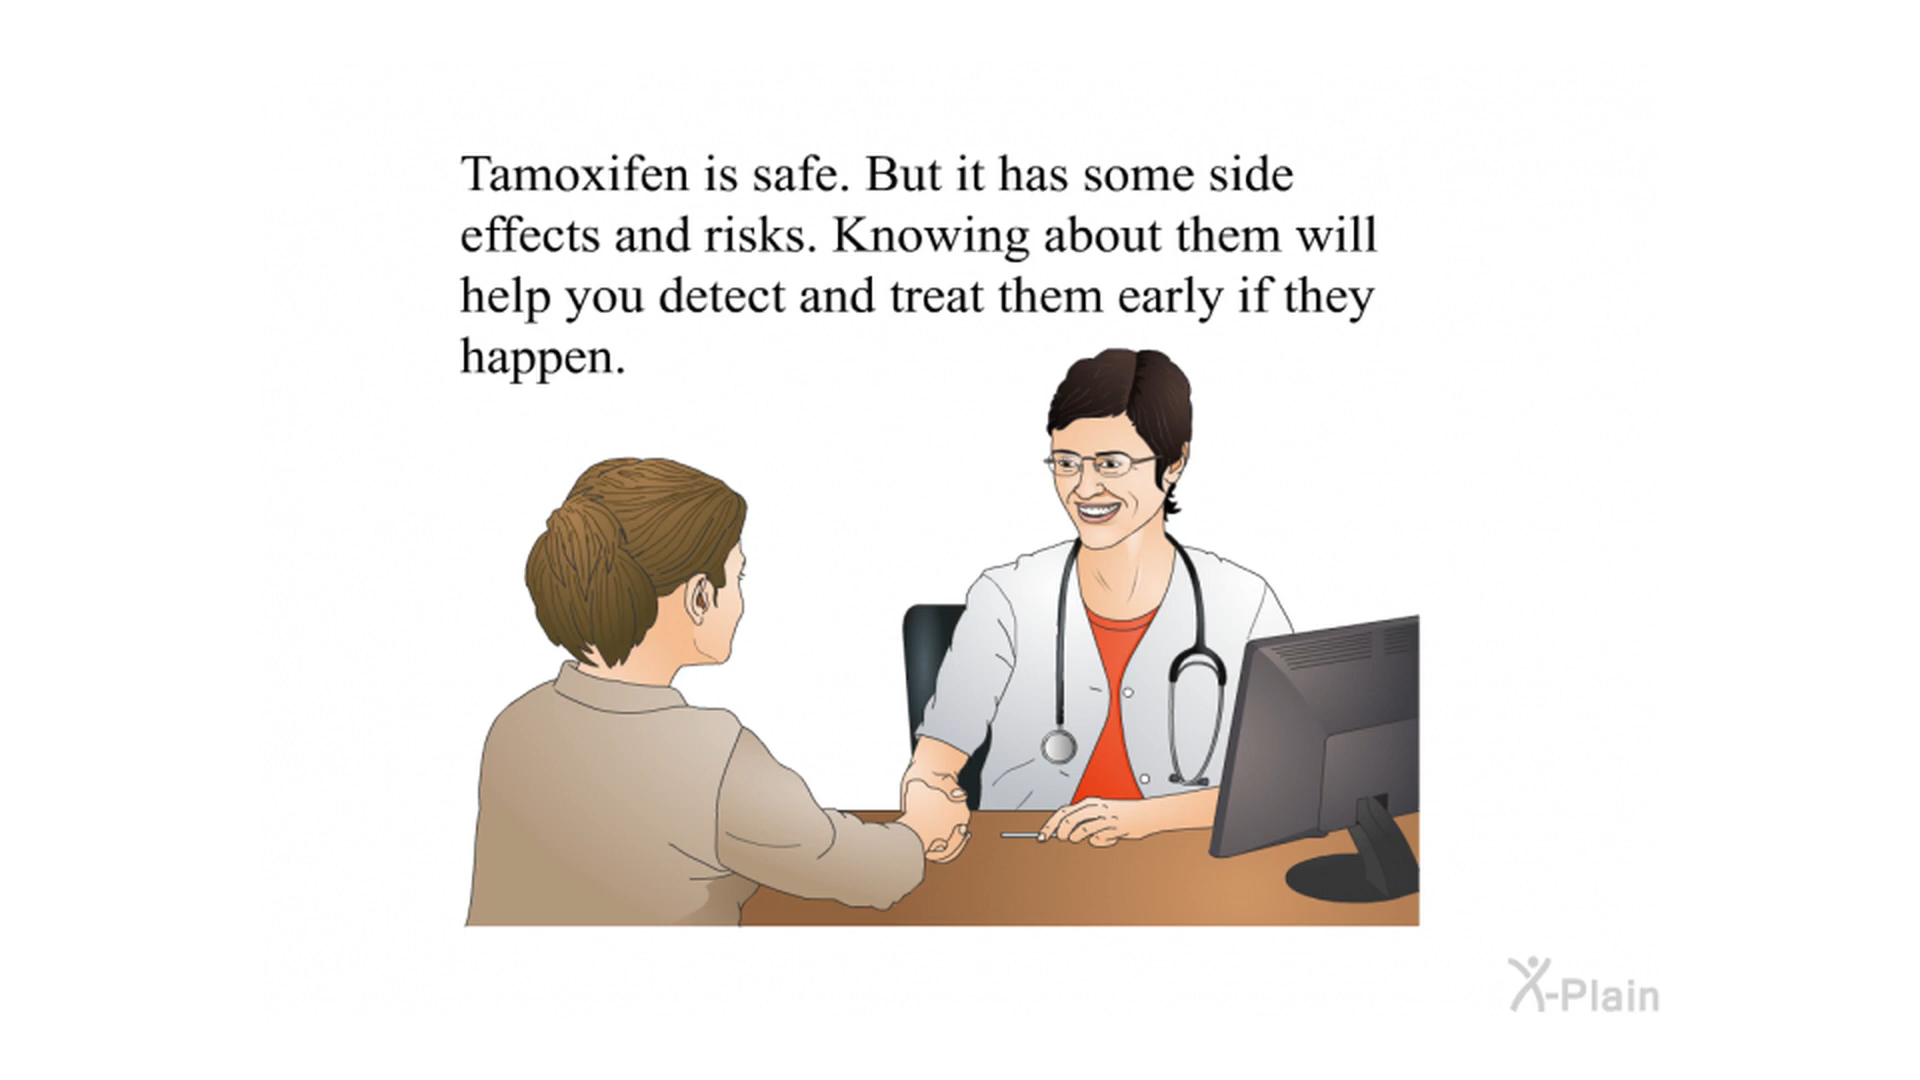 Tamoxifen is safe. But it has some side
effects and risks. Knowing about them will
help you detect and treat them early if they
happen.
X-Plain